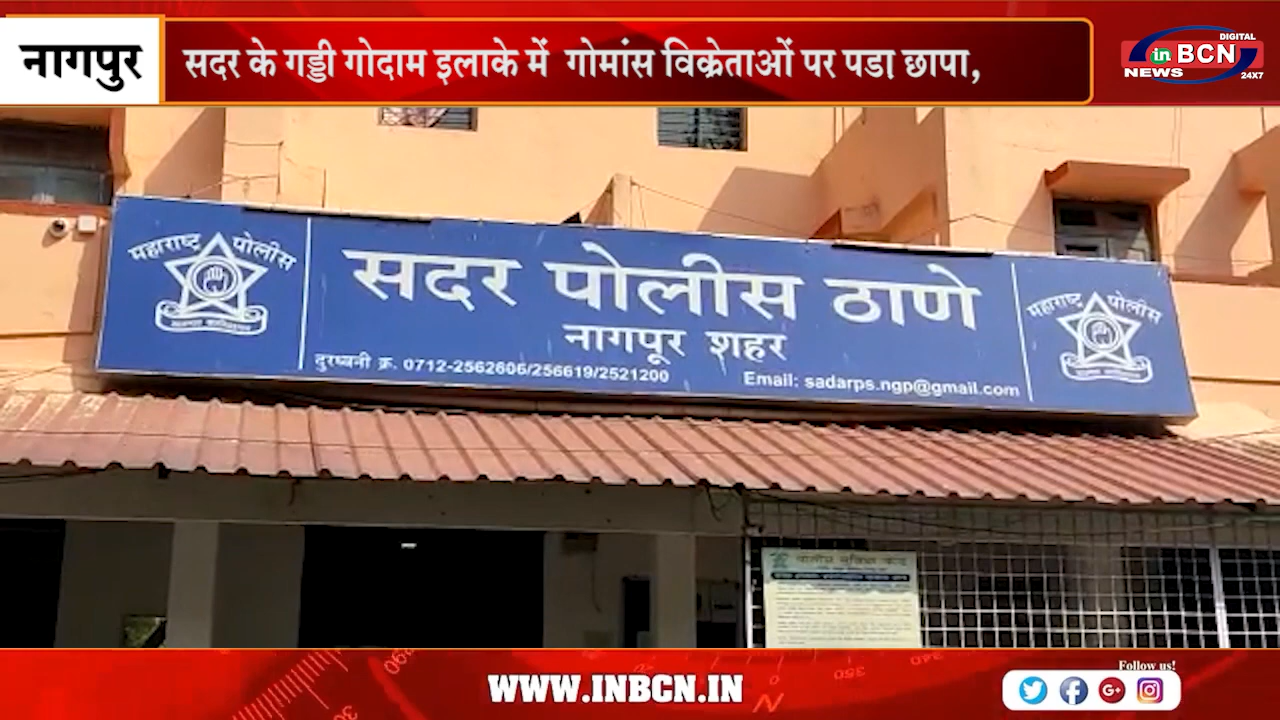 नागपुर
सदर के गड्डी गोदाम इलाके में गोमांस विक्रेताओं पर पडा़ छापा,
DIGITAL
in BCN
NEWS
24X7
महाराष्ट्र पोलीस
सदर पोलीस ठाणे
नागपूर शहर
दुरध्वनी क्र. 0712-2562606/256619/2521200
Email: sadarps.ngp@gmail.com
महाराष्ट्र पोलीस
WWW.INBCN.IN
Follow us!